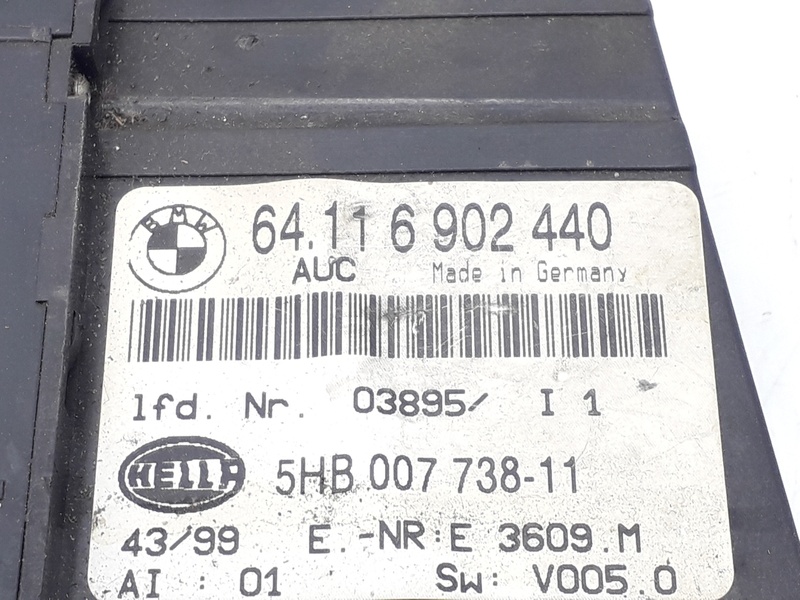 BMW
64.11 6 902 440
AUC Made in Germany
lfd. Nr. 03895/ I 1
HELLA 5HB 007 738-11
43/99 E.-NR:E 3609.M
AI : 01 Sw: V005.0